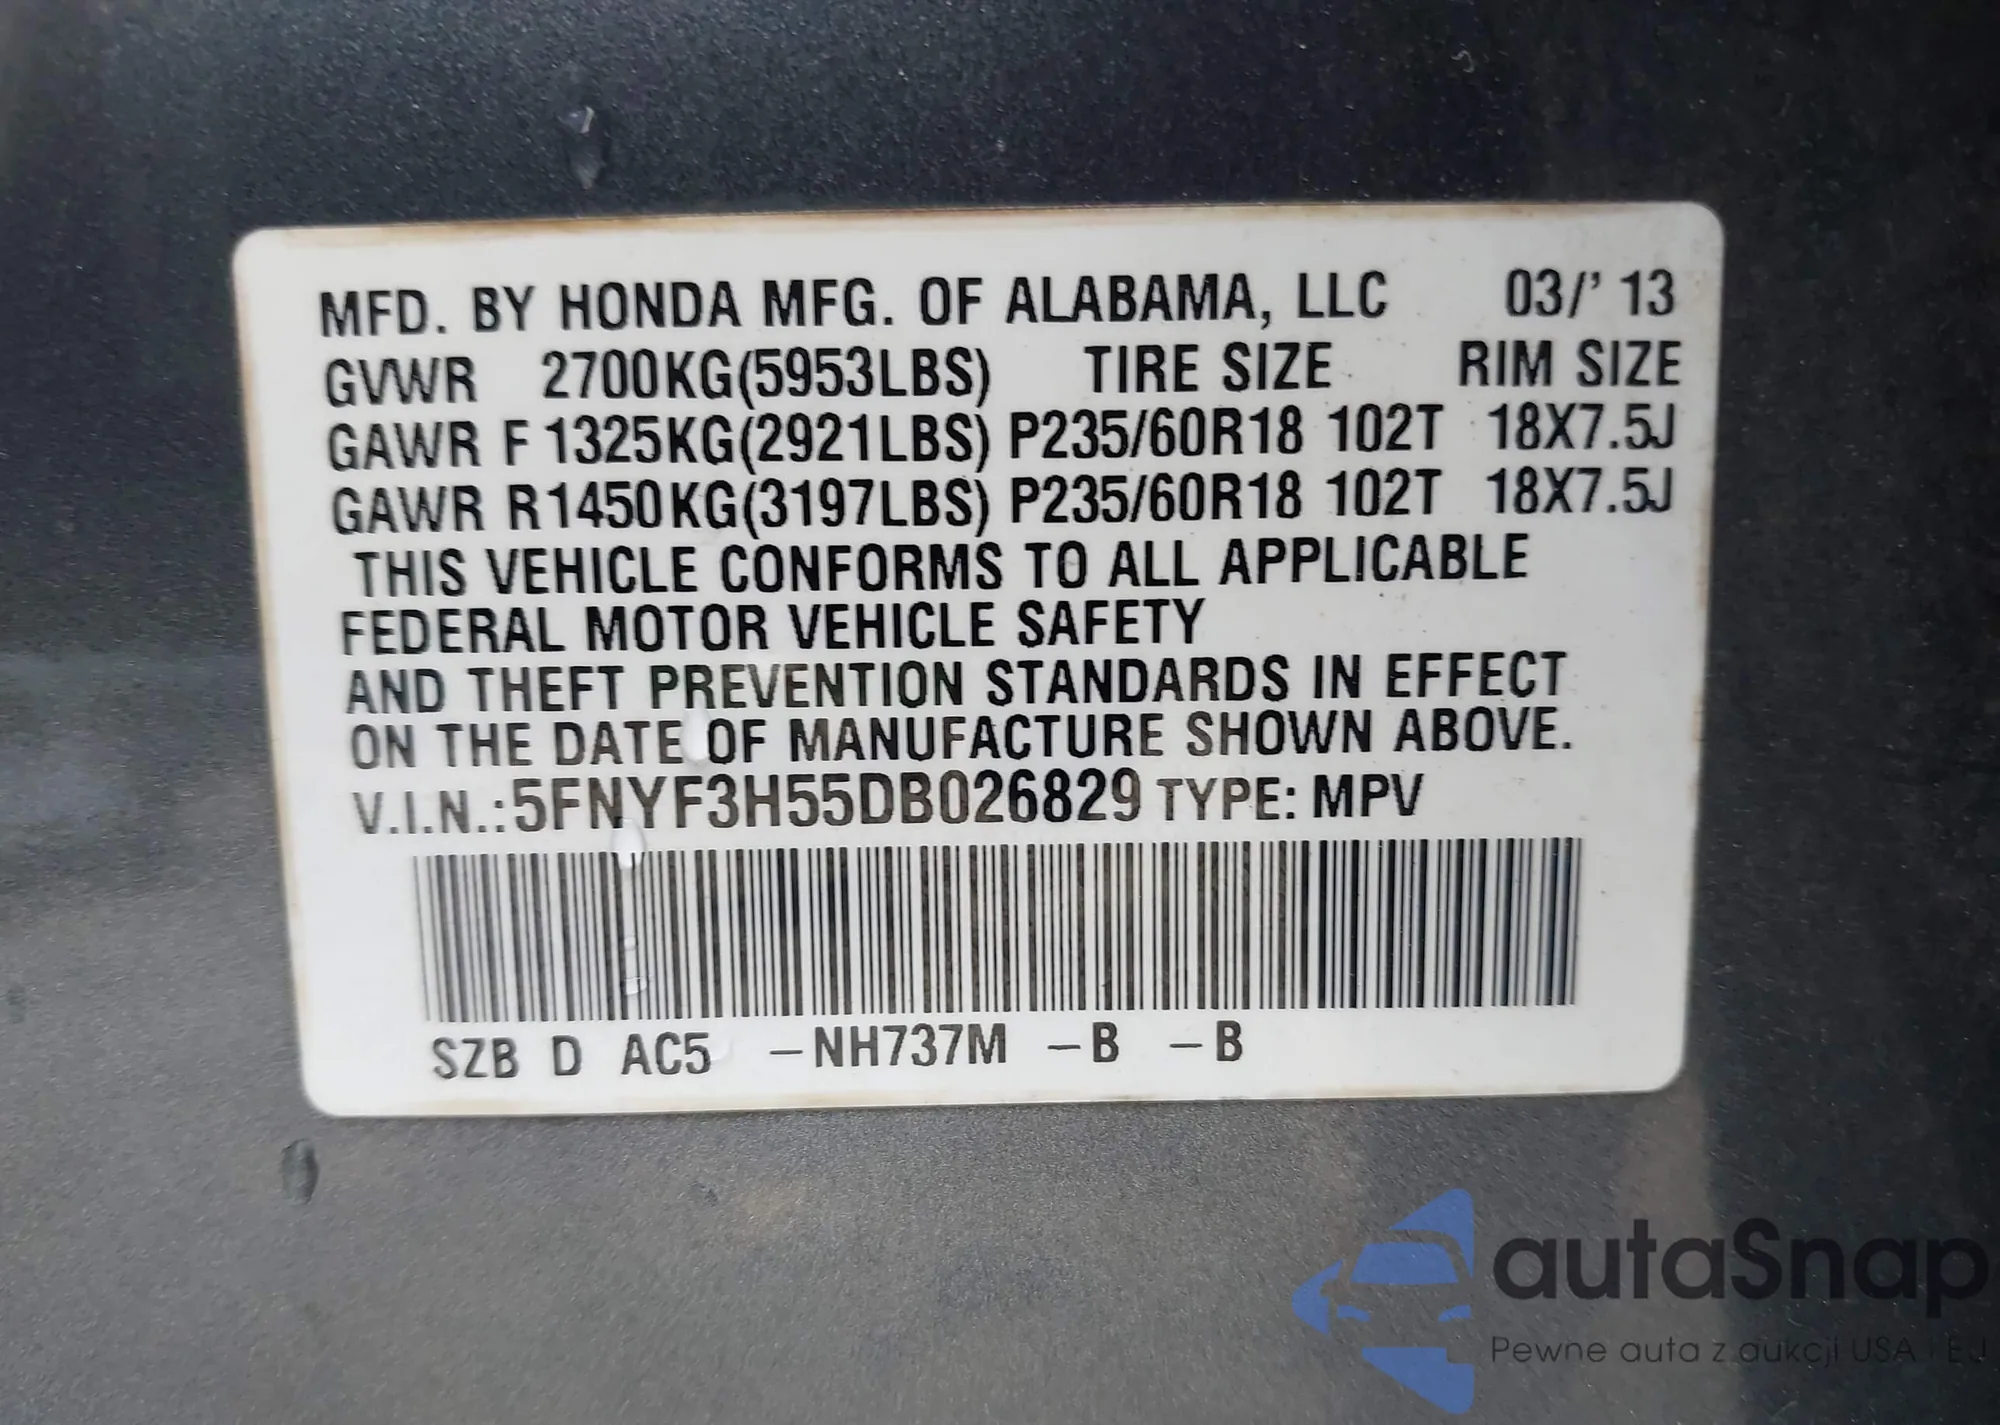 MFD. BY HONDA MFG. OF ALABAMA, LLC 03/' 13
GVWR 2700KG(5953LBS) TIRE SIZE RIM SIZE
GAWR F 1325KG(2921LBS) P235/60R18 102T 18X7.5J
GAWR R1450KG(3197LBS) P235/60R18 102T 18X7.5J
THIS VEHICLE CONFORMS TO ALL APPLICABLE
FEDERAL MOTOR VEHICLE SAFETY
AND THEFT PREVENTION STANDARDS IN EFFECT
ON THE DATE OF MANUFACTURE SHOWN ABOVE.
V.I.N.:5FNYF3H55DB026829 TYPE: MPV
SZB D AC5 –NH737M –B –B
autaSnap
Pewne auta z aukcji USA i EU